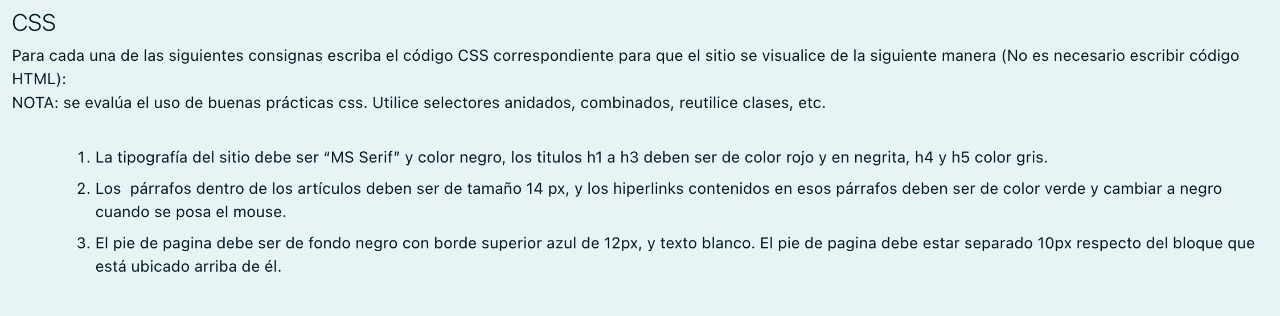 CSS
Para cada una de las siguientes consignas escriba el código CSS correspondiente para que el sitio se visualice de la siguiente manera (No es necesario escribir código
HTML):
NOTA: se evalúa el uso de buenas prácticas css. Utilice selectores anidados, combinados, reutilice clases, etc.
1. La tipografía del sitio debe ser “MS Serif” y color negro, los titulos h1 a h3 deben ser de color rojo y en negrita, h4 y h5 color gris.
2. Los  párrafos dentro de los artículos deben ser de tamaño 14 px, y los hiperlinks contenidos en esos párrafos deben ser de color verde y cambiar a negro
cuando se posa el mouse.
3. El pie de pagina debe ser de fondo negro con borde superior azul de 12px, y texto blanco. El pie de pagina debe estar separado 10px respecto del bloque que
está ubicado arriba de él.